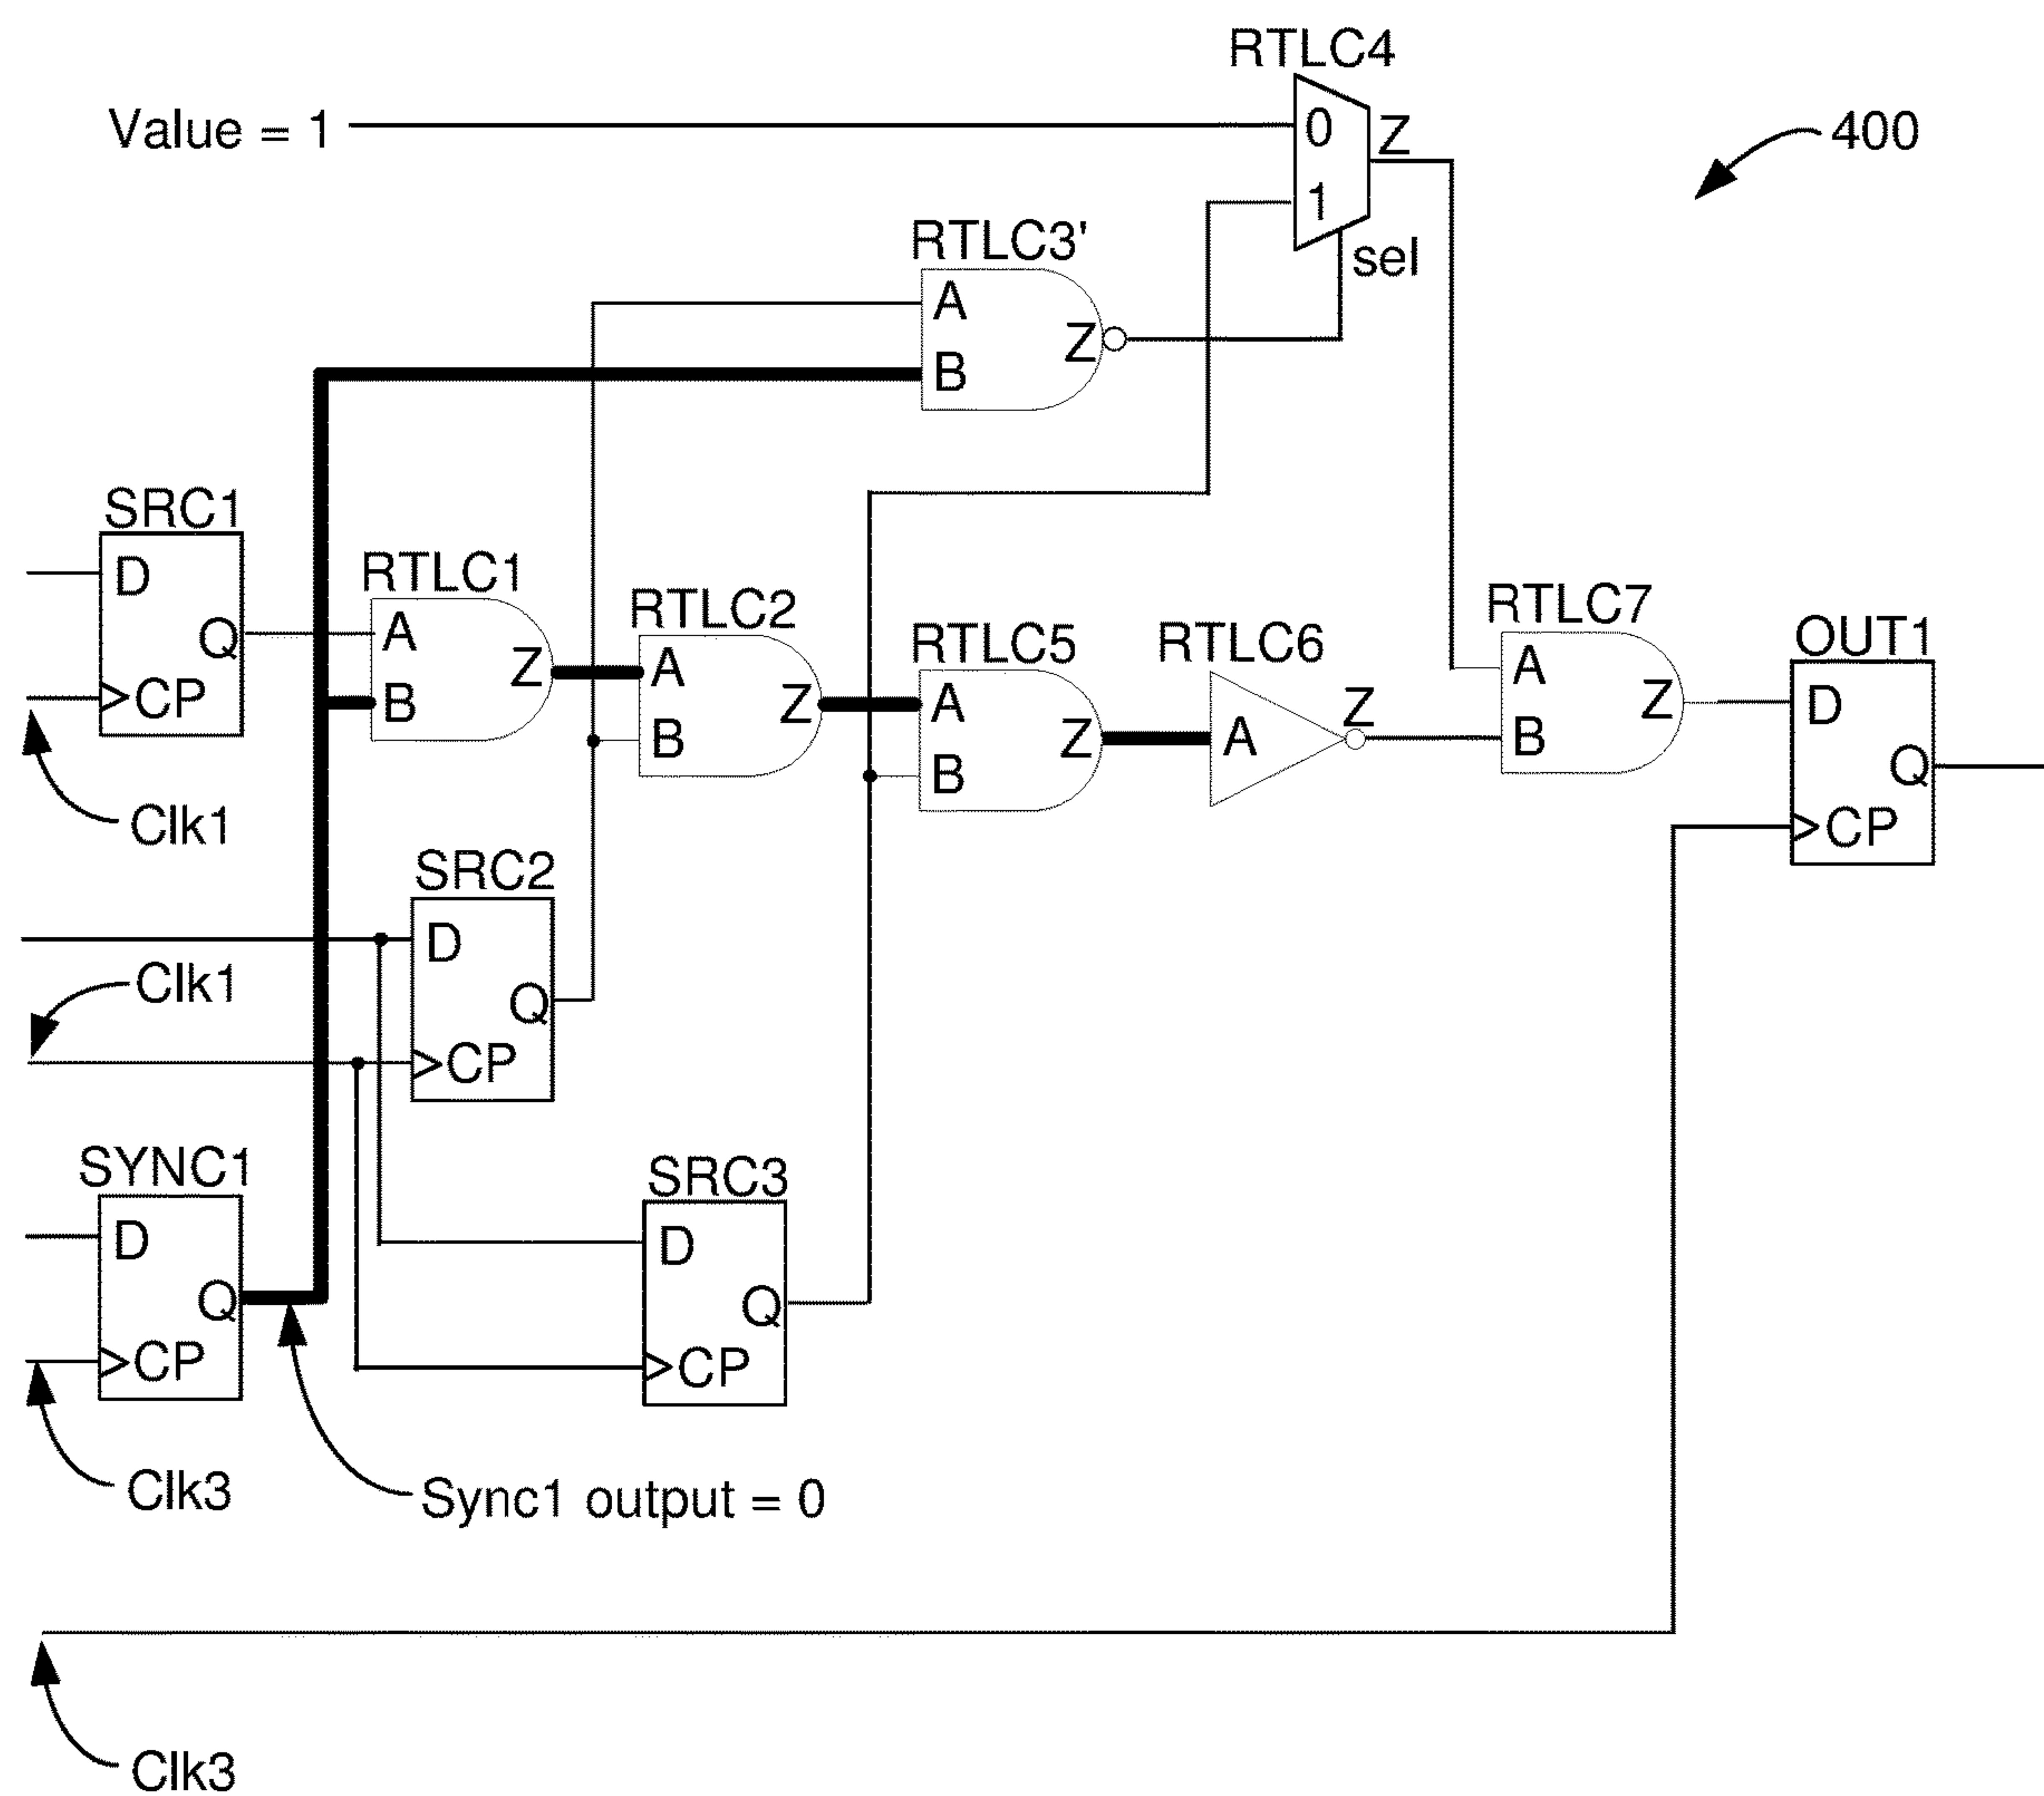 RTLC4
Value = 1
0
Z
400
1
sel
RTLC3'
A
Z
B
SRC1
D
Q
CP
Clk1
RTLC1
A
Z
B
RTLC2
A
Z
B
RTLC5
A
Z
B
RTLC6
A
Z
RTLC7
A
Z
B
OUT1
D
Q
CP
SRC2
D
Q
CP
Clk1
SYNC1
D
Q
CP
Clk3
SRC3
D
Q
CP
Sync1 output = 0
Clk3